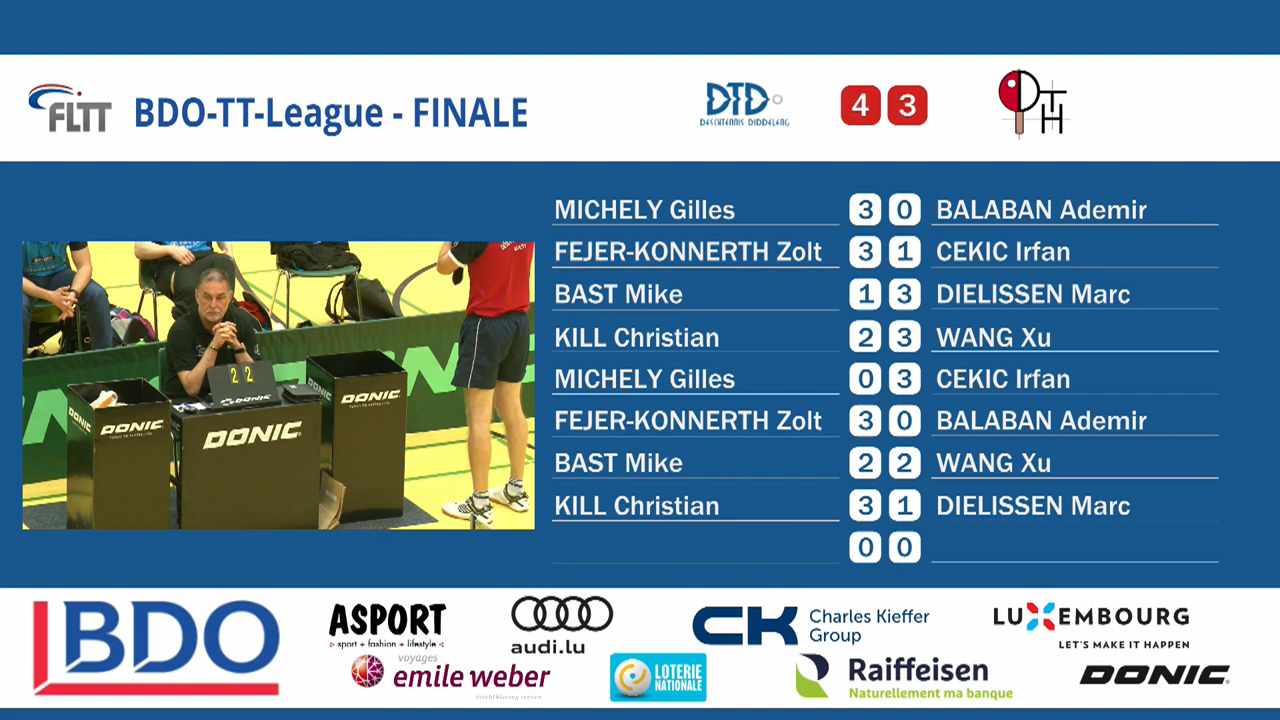 FLTT BDO-TT-League - FINALE
DTD
DËSCHTENNIS DIDDELENG
4 3
DTH
MICHELY Gilles 3 0 BALABAN Ademir
FEJER-KONNERTH Zolt 3 1 CEKIC Irfan
BAST Mike 1 3 DIELISSEN Marc
KILL Christian 2 3 WANG Xu
MICHELY Gilles 0 3 CEKIC Irfan
FEJER-KONNERTH Zolt 3 0 BALABAN Ademir
BAST Mike 2 2 WANG Xu
KILL Christian 3 1 DIELISSEN Marc
0 0
2 2
DONIC
DONIC
DONIC
DONIC
DONIC
DONIC
BDO
ASPORT
sport + fashion + lifestyle
audi.lu
CK Charles Kieffer
Group
LUXEMBOURG
LET'S MAKE IT HAPPEN
voyages
emile weber
LOTERIE
NATIONALE
Raiffeisen
Naturellement ma banque
DONIC